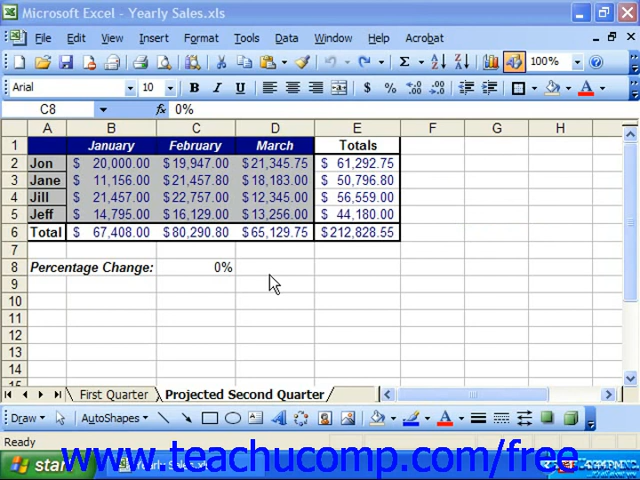 Microsoft Excel - Yearly Sales.xls
File Edit View Insert Format Tools Data Window Help Acrobat
100%
Arial 10 B I U $ % ,
C8 fx 0%
A B C D E F G H
1 January February March Totals
2 Jon $ 20,000.00 $19,947.00 $21,345.75 $ 61,292.75
3 Jane $ 11,156.00 $21,457.80 $18,183.00 $ 50,796.80
4 Jill $ 21,457.00 $22,757.00 $12,345.00 $ 56,559.00
5 Jeff $ 14,795.00 $16,129.00 $13,256.00 $ 44,180.00
6 Total $ 67,408.00 $80,290.80 $65,129.75 $212,828.55
7
8 Percentage Change: 0%
9
10
11
12
13
14
15
First Quarter Projected Second Quarter
Draw AutoShapes
Ready
start Yearly Sales.xls
www.teachucomp.com/free